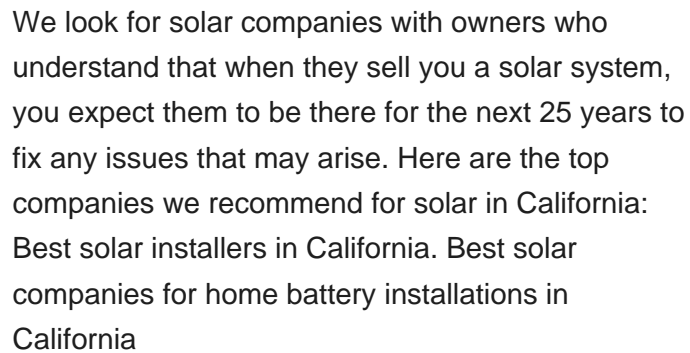 We look for solar companies with owners who
understand that when they sell you a solar system,
you expect them to be there for the next 25 years to
fix any issues that may arise. Here are the top
companies we recommend for solar in California:
Best solar installers in California. Best solar
companies for home battery installations in
California